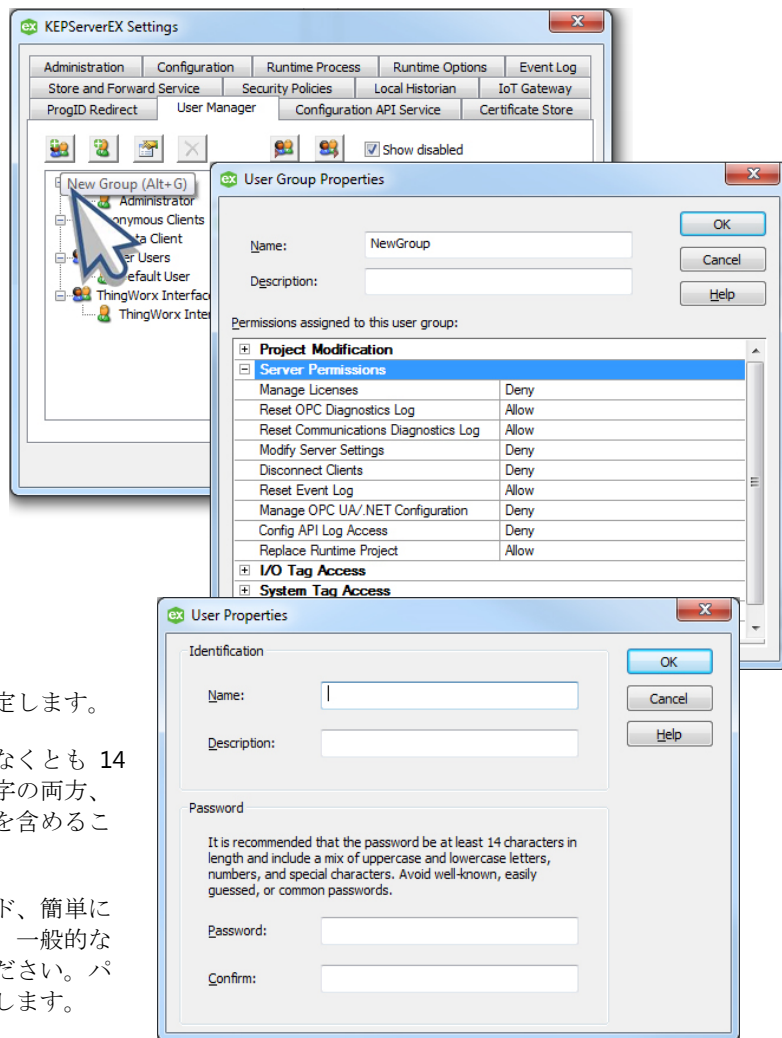 KEPServerEX Settings
Administration Configuration Runtime Process Runtime Options Event Log
Store and Forward Service Security Policies Local Historian IoT Gateway
ProgID Redirect User Manager Configuration API Service Certificate Store
Show disabled
New Group (Alt+G)
Administrator
onymous Clients
ta Client
er Users
efault User
ThingWorx Interfac
ThingWorx Inter
User Group Properties
Name: NewGroup
Description:
OK
Cancel
Help
Permissions assigned to this user group:
Project Modification
Server Permissions
Manage Licenses Deny
Reset OPC Diagnostics Log Allow
Reset Communications Diagnostics Log Allow
Modify Server Settings Deny
Disconnect Clients Deny
Reset Event Log Allow
Manage OPC UA/.NET Configuration Deny
Config API Log Access Deny
Replace Runtime Project Allow
I/O Tag Access
System Tag Access
User Properties
Identification
Name:
Description:
OK
Cancel
Help
Password
It is recommended that the password be at least 14 characters in
length and include a mix of uppercase and lowercase letters,
numbers, and special characters. Avoid well-known, easily
guessed, or common passwords.
Password:
Confirm:
定します。
なくとも 14
字の両方、
を含めるこ
ド、簡単に
一般的な
ださい。パ
します。